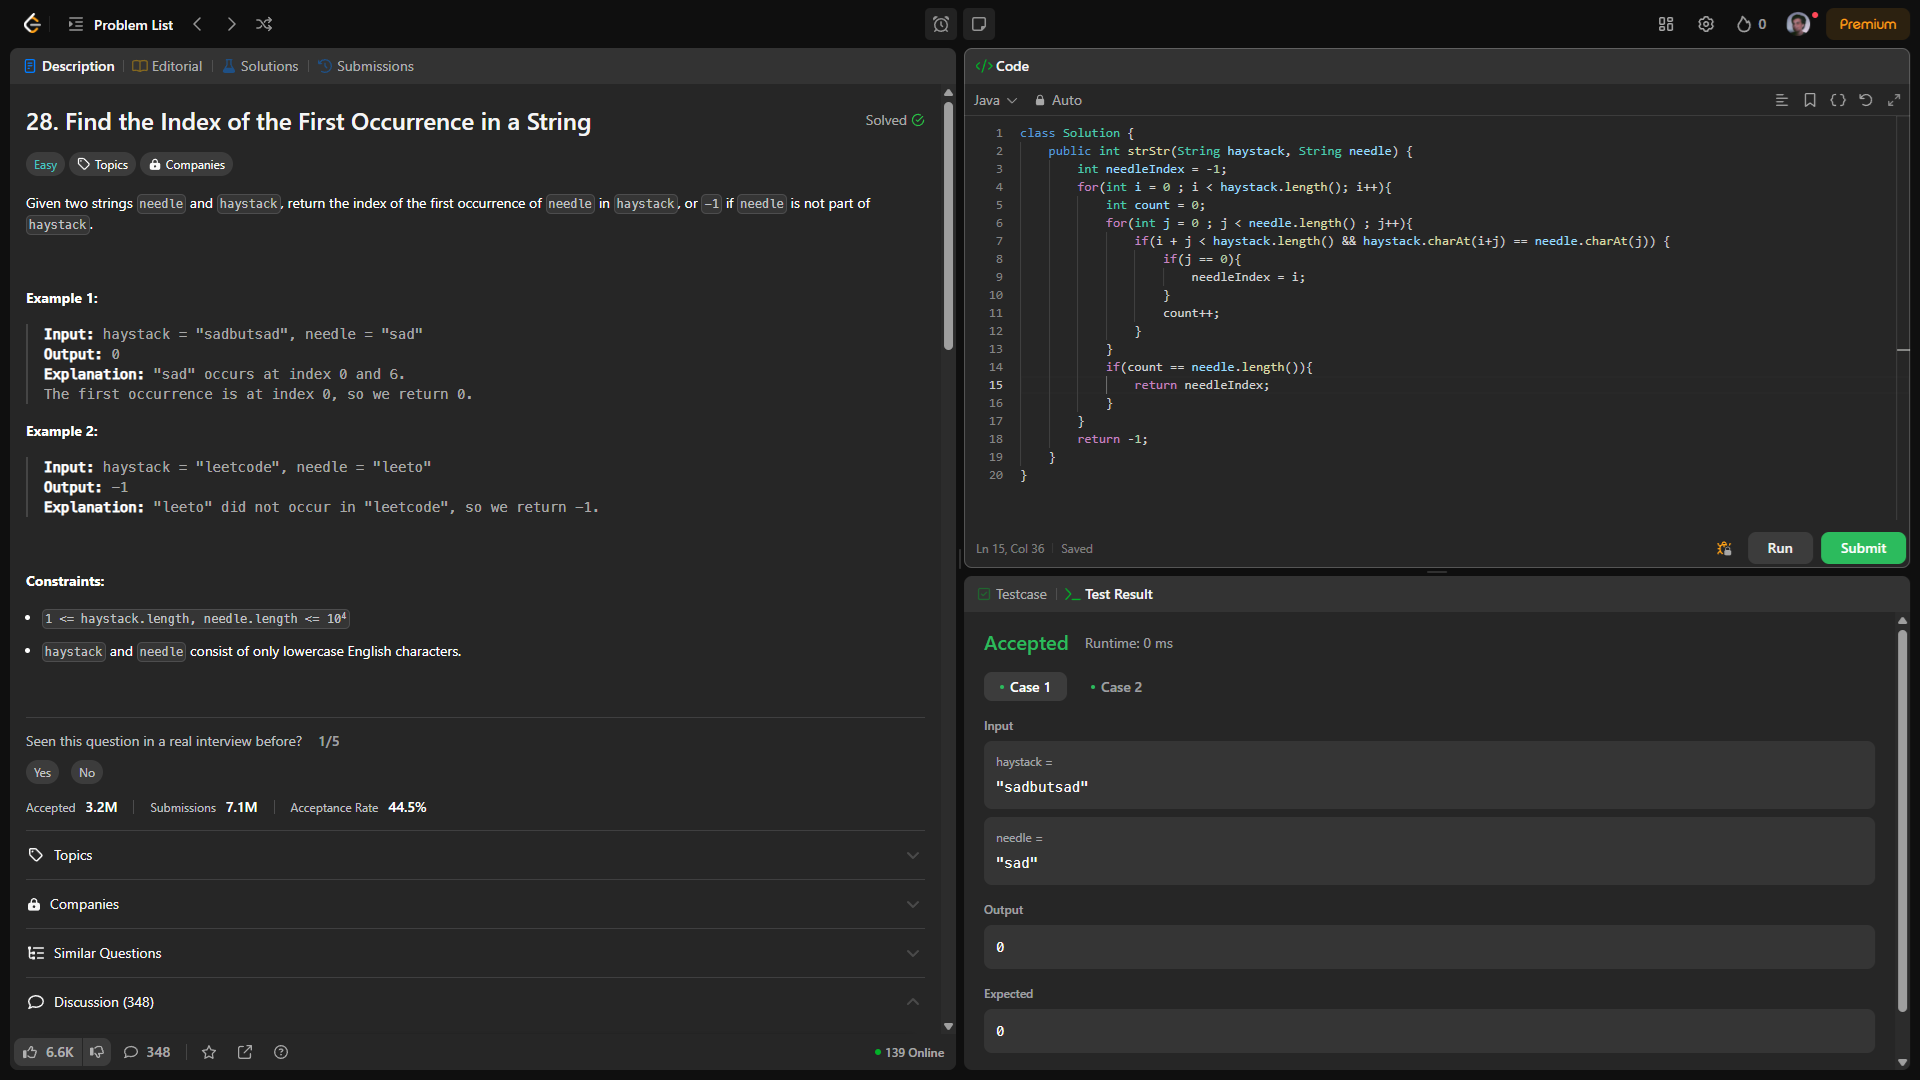 Problem List
0
Premium
Description
Editorial
Solutions
Submissions
28. Find the Index of the First Occurrence in a String
Solved
Easy
Topics
Companies
Given two strings needle and haystack, return the index of the first occurrence of needle in haystack, or -1 if needle is not part of
haystack.
Example 1:
Input: haystack = "sadbutsad", needle = "sad"
Output: 0
Explanation: "sad" occurs at index 0 and 6.
The first occurrence is at index 0, so we return 0.
Example 2:
Input: haystack = "leetcode", needle = "leeto"
Output: -1
Explanation: "leeto" did not occur in "leetcode", so we return -1.
Constraints:
• 1 <= haystack.length, needle.length <= 10⁴
• haystack and needle consist of only lowercase English characters.
Seen this question in a real interview before? 1/5
Yes No
Accepted 3.2M Submissions 7.1M Acceptance Rate 44.5%
Topics
Companies
Similar Questions
Discussion (348)
6.6K
348
139 Online
</> Code
Java
Auto
1 class Solution {
2     public int strStr(String haystack, String needle) {
3         int needleIndex = -1;
4         for(int i = 0 ; i < haystack.length(); i++){
5             int count = 0;
6             for(int j = 0 ; j < needle.length() ; j++){
7                 if(i + j < haystack.length() && haystack.charAt(i+j) == needle.charAt(j)) {
8                     if(j == 0){
9                         needleIndex = i;
10                     }
11                     count++;
12                 }
13             }
14             if(count == needle.length()){
15                 return needleIndex;
16             }
17         }
18         return -1;
19     }
20 }
Ln 15, Col 36
Saved
Run
Submit
Testcase
Test Result
Accepted
Runtime: 0 ms
• Case 1
• Case 2
Input
haystack =
"sadbutsad"
needle =
"sad"
Output
0
Expected
0